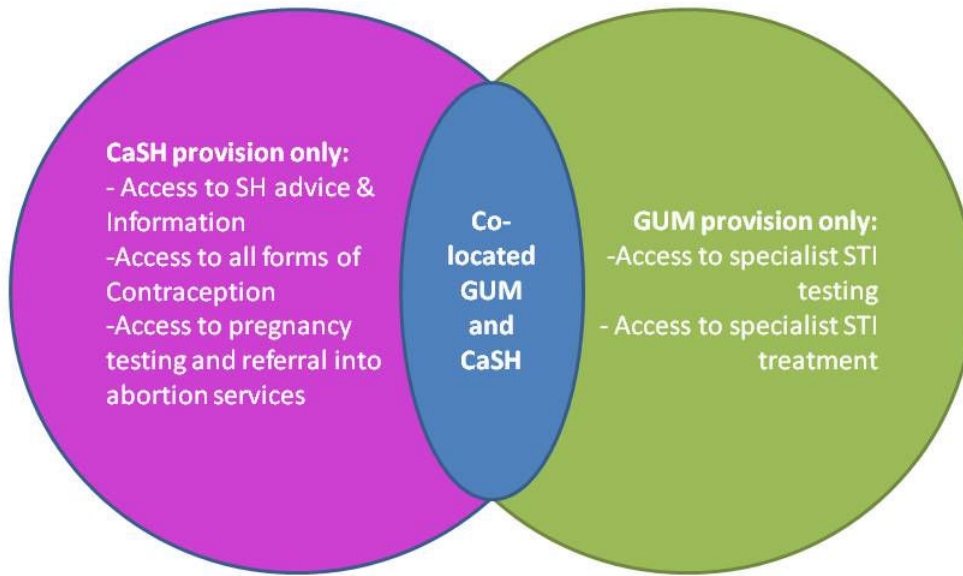 CaSH provision only:
- Access to SH advice &
Information
-Access to all forms of
Contraception
-Access to pregnancy
testing and referral into
abortion services
Co-
located
GUM
and
CaSH
GUM provision only:
-Access to specialist STI
testing
- Access to specialist STI
treatment